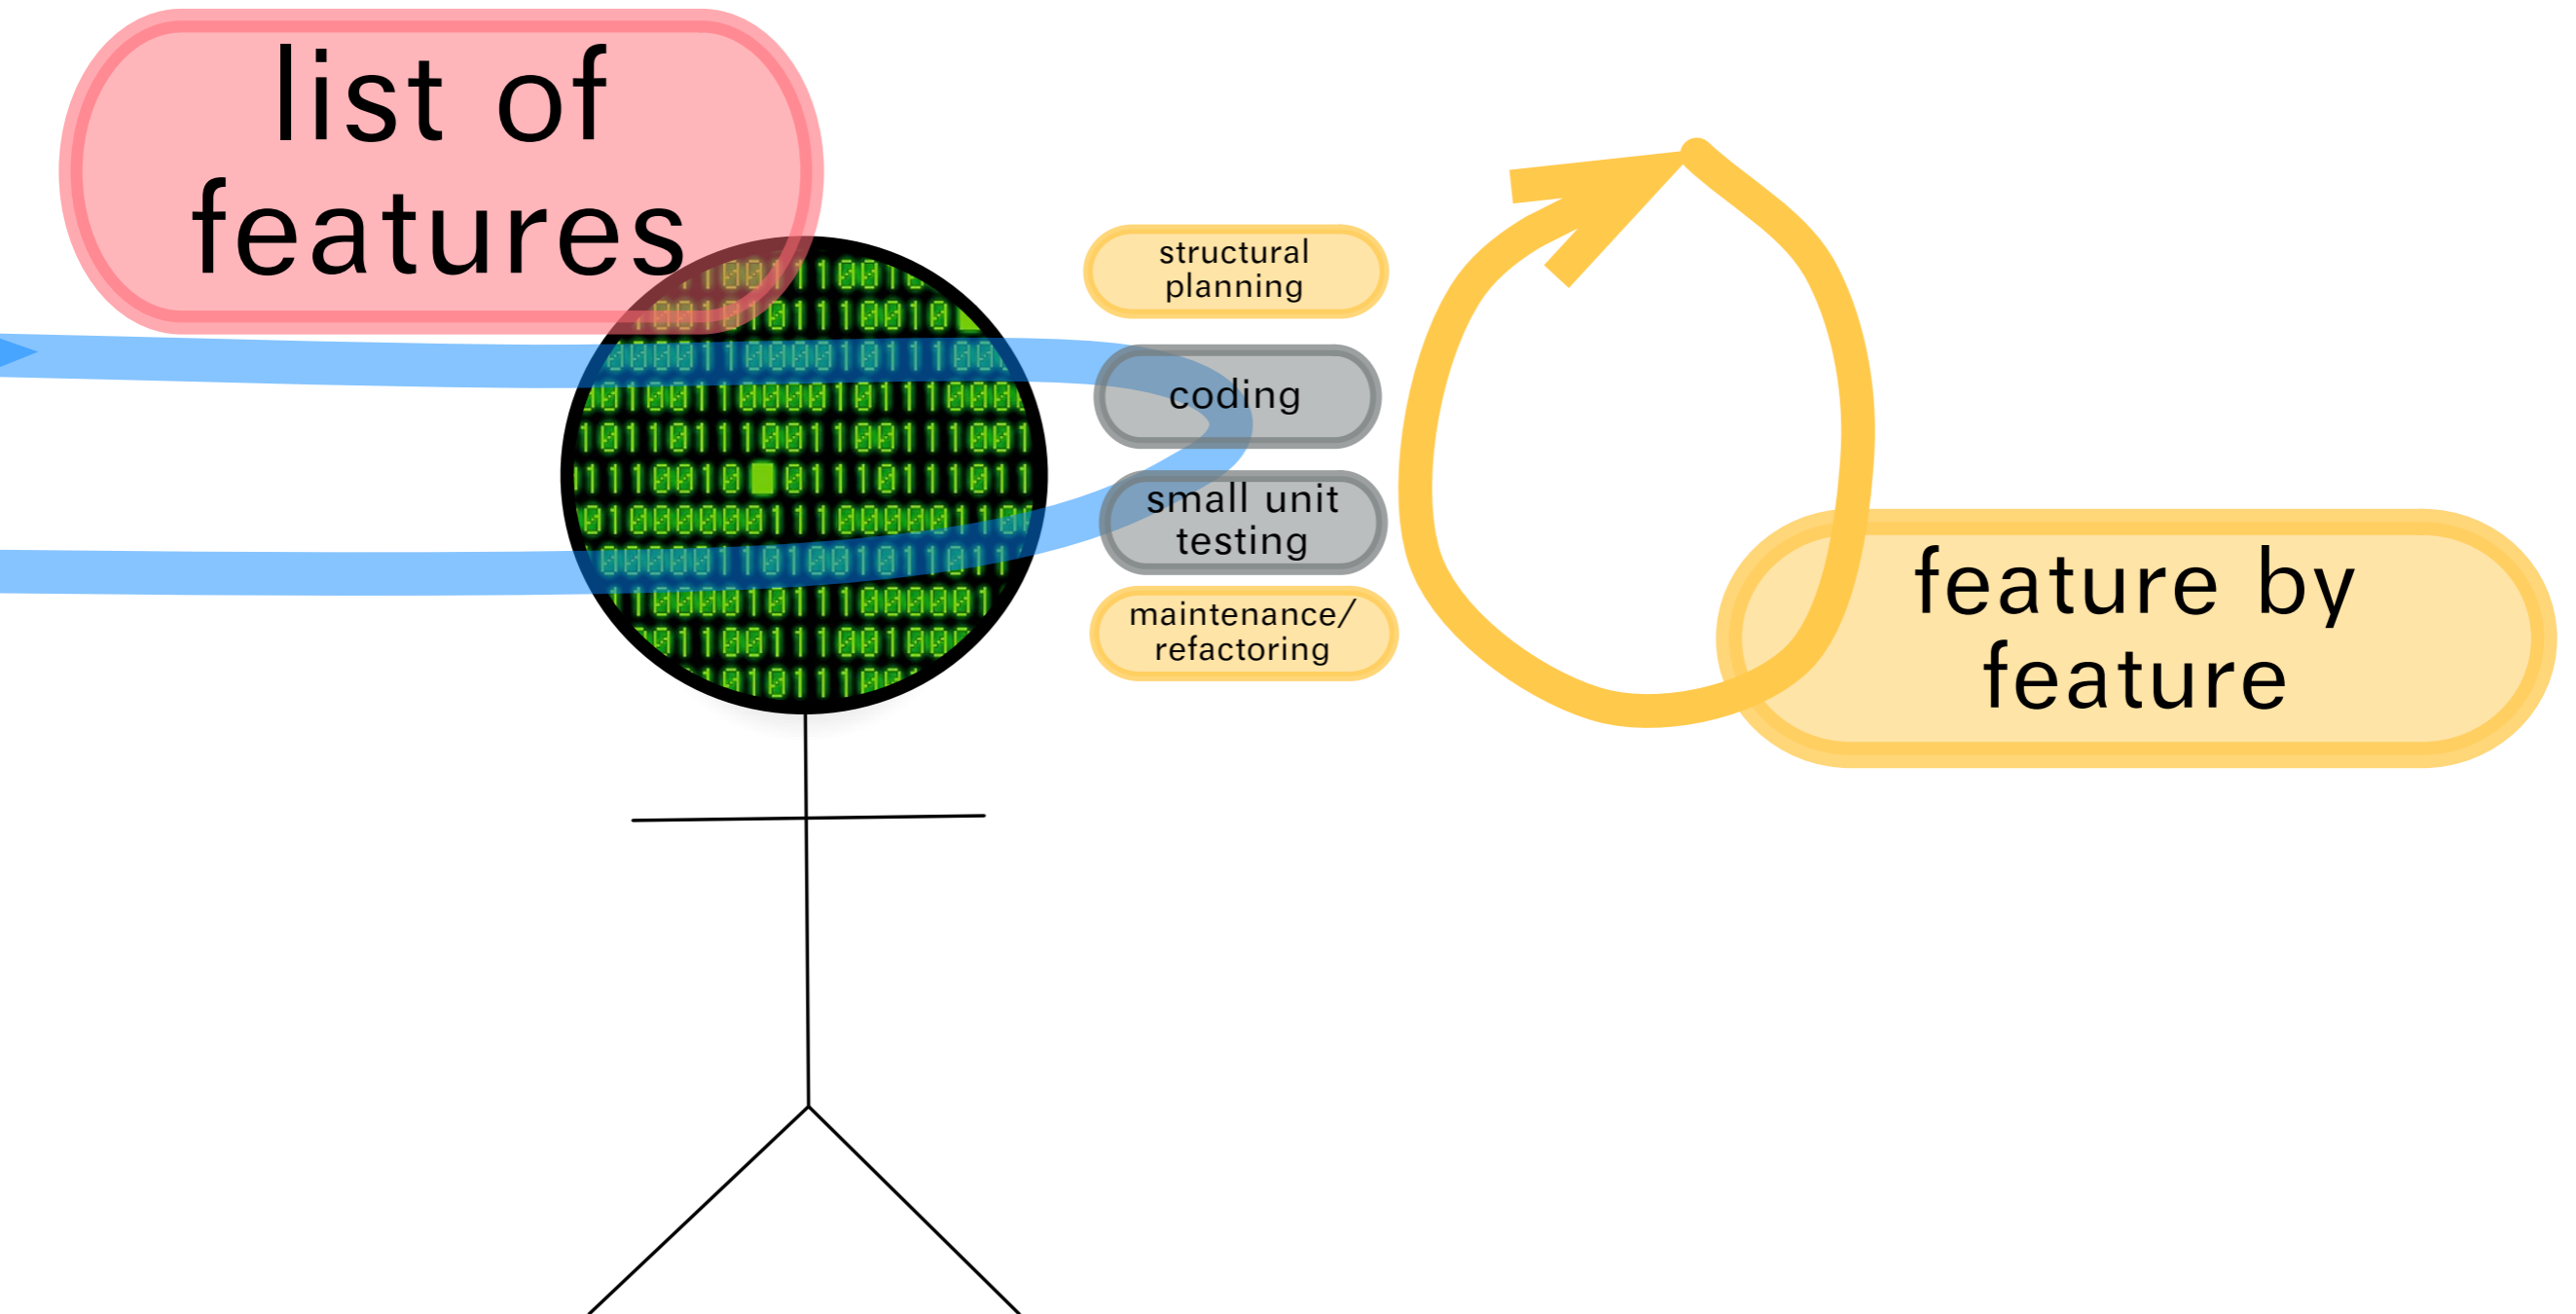 list of
features
structural
planning
coding
small unit
testing
maintenance/
refactoring
feature by
feature